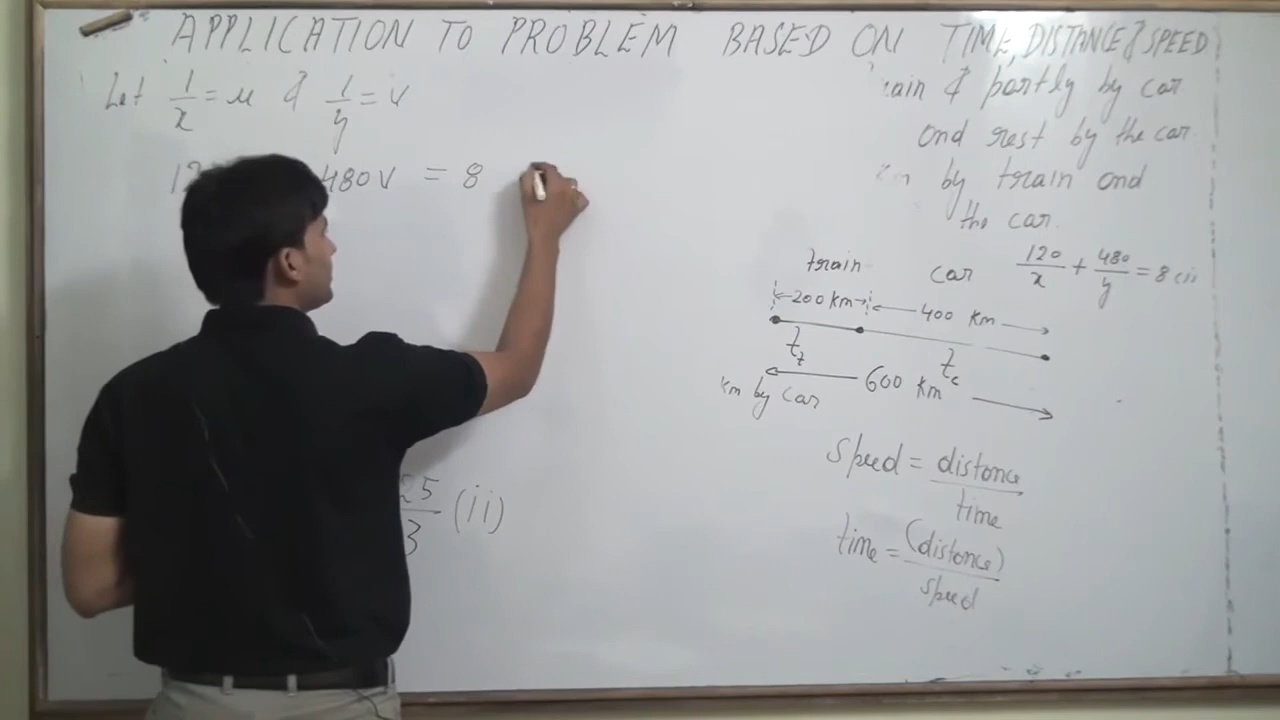 APPLICATION TO PROBLEM BASED ON TIME, DISTANCE & SPEED
Let 1/x = u & 1/y = v
480v = 8
25/3 (ii)
& partly by car
and rest by the car
km by train and
the car.
120/x + 480/y = 8 (i
train car
200 km 400 km
t_t t_c
600 km
km by car
speed = distance/time
time = (distance)/speed